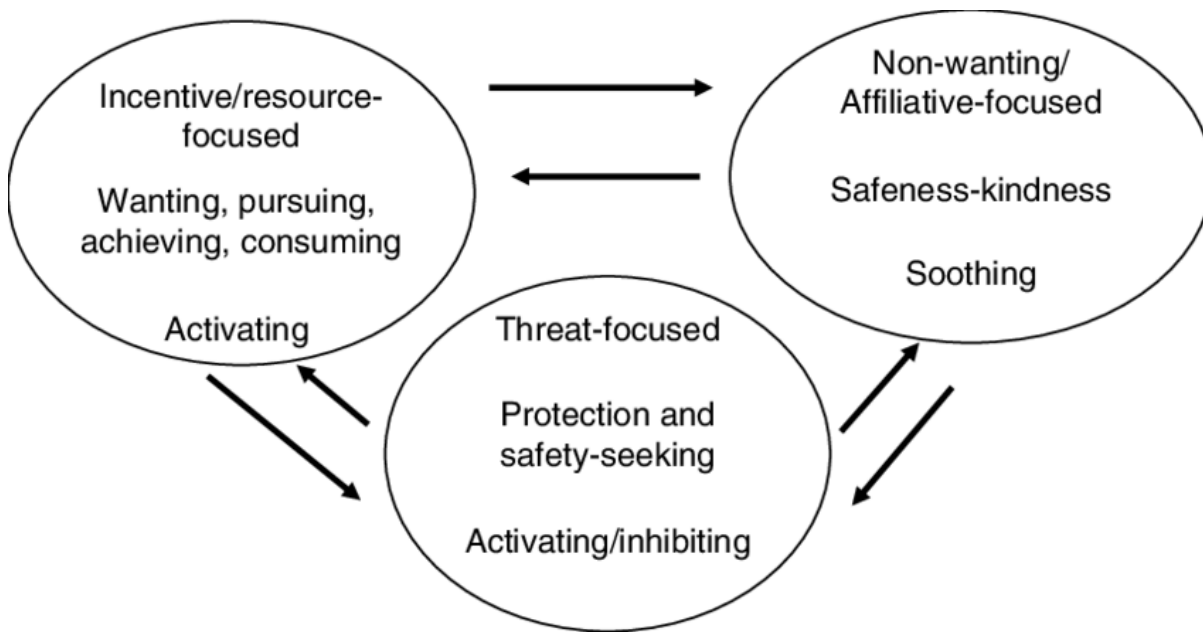 Incentive/resource-
focused
Wanting, pursuing,
achieving, consuming
Activating
Non-wanting/
Affiliative-focused
Safeness-kindness
Soothing
Threat-focused
Protection and
safety-seeking
Activating/inhibiting